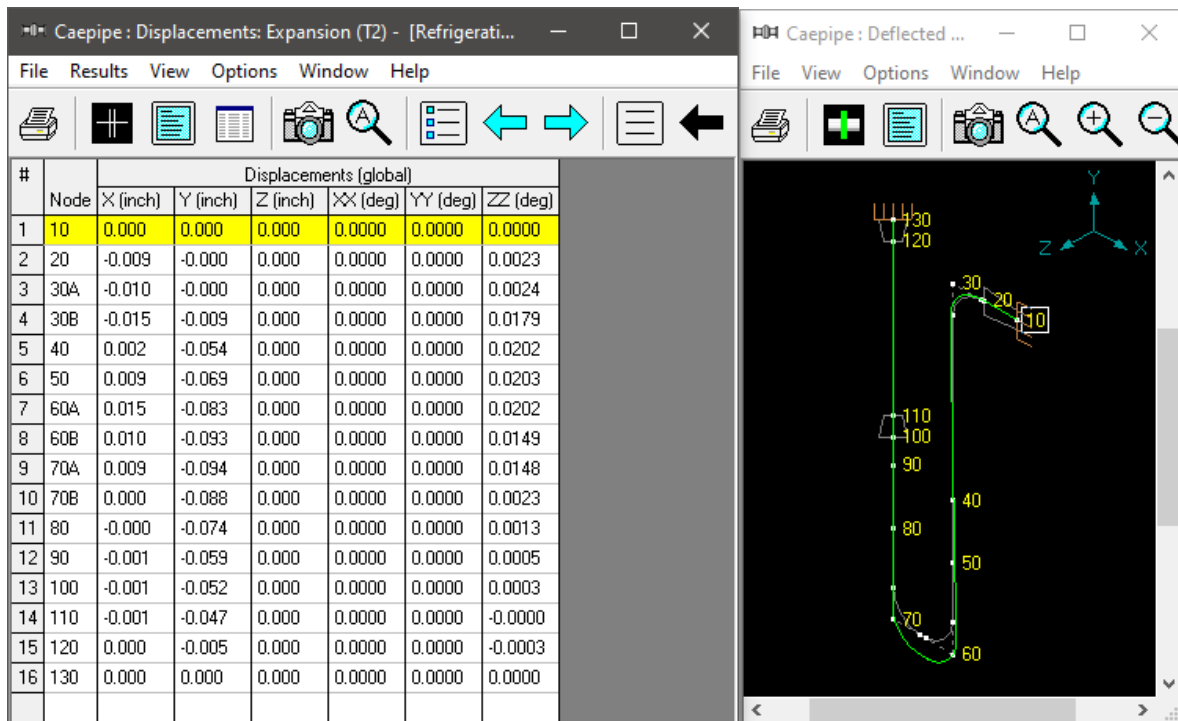 Caepipe : Displacements: Expansion (T2) - [Refrigerati...
File Results View Options Window Help
# Displacements (global)
Node X (inch) Y (inch) Z (inch) XX (deg) YY (deg) ZZ (deg)
1 10 0.000 0.000 0.000 0.0000 0.0000 0.0000
2 20 -0.009 -0.000 0.000 0.0000 0.0000 0.0023
3 30A -0.010 -0.000 0.000 0.0000 0.0000 0.0024
4 30B -0.015 -0.009 0.000 0.0000 0.0000 0.0179
5 40 0.002 -0.054 0.000 0.0000 0.0000 0.0202
6 50 0.009 -0.069 0.000 0.0000 0.0000 0.0203
7 60A 0.015 -0.083 0.000 0.0000 0.0000 0.0202
8 60B 0.010 -0.093 0.000 0.0000 0.0000 0.0149
9 70A 0.009 -0.094 0.000 0.0000 0.0000 0.0148
10 70B 0.000 -0.088 0.000 0.0000 0.0000 0.0023
11 80 -0.000 -0.074 0.000 0.0000 0.0000 0.0013
12 90 -0.001 -0.059 0.000 0.0000 0.0000 0.0005
13 100 -0.001 -0.052 0.000 0.0000 0.0000 0.0003
14 110 -0.001 -0.047 0.000 0.0000 0.0000 -0.0000
15 120 0.000 -0.005 0.000 0.0000 0.0000 -0.0003
16 130 0.000 0.000 0.000 0.0000 0.0000 0.0000
Caepipe : Deflected ...
File View Options Window Help
Y
Z X
130
120
30
20
10
110
100
90
40
80
50
70
60